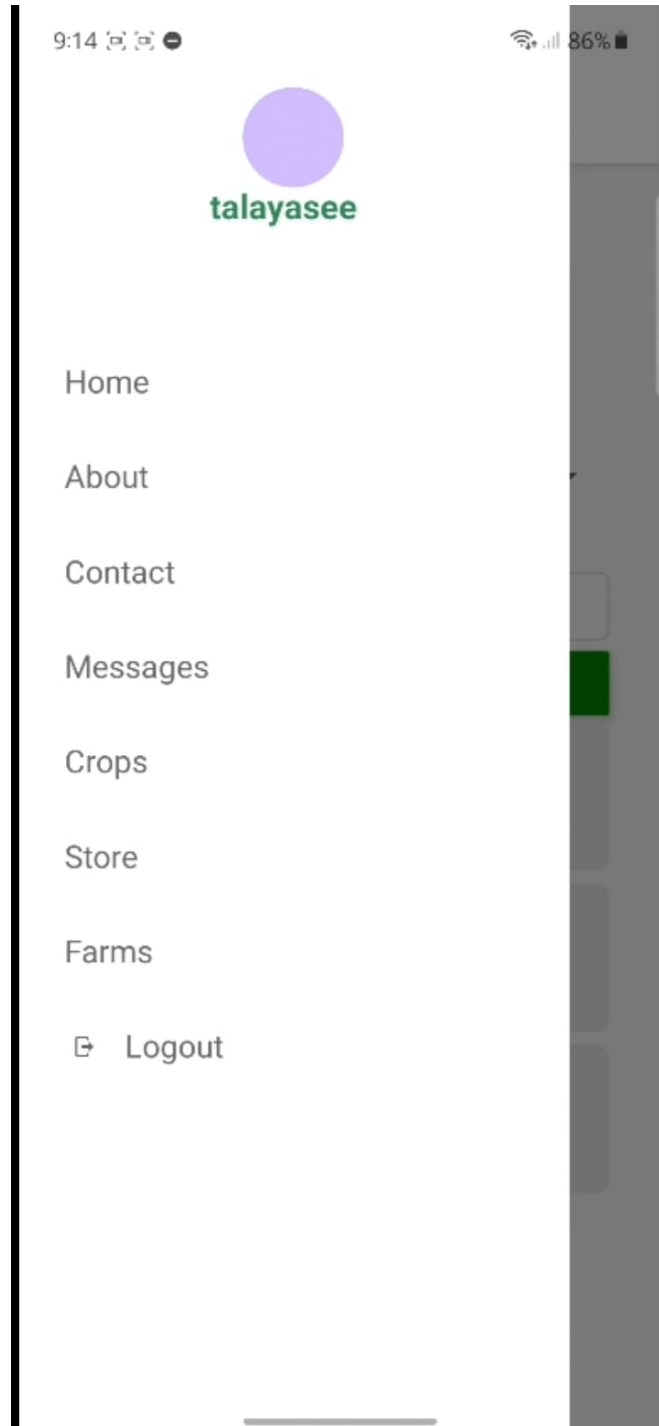 9:14 86%
talayasee
Home
About
Contact
Messages
Crops
Store
Farms
Logout